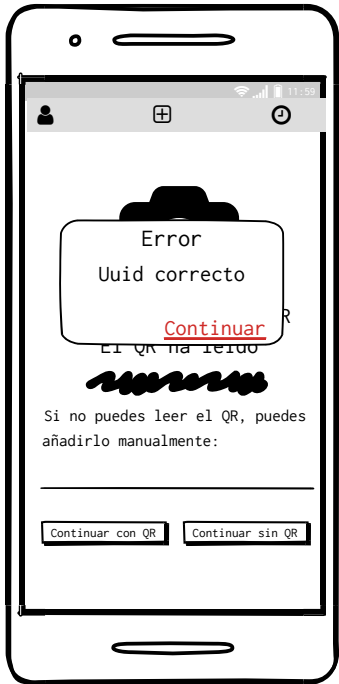 11:59
Error
Uuid correcto
Continuar
R
El QR ha leido
Si no puedes leer el QR, puedes
añadirlo manualmente:
Continuar con QR
Continuar sin QR